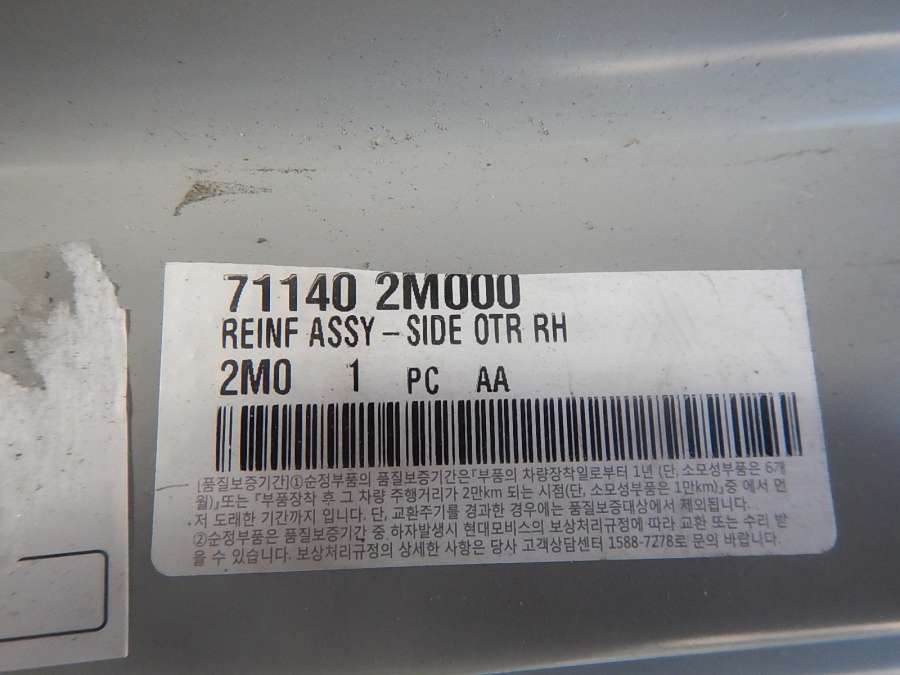 71140 2M000
REINF ASSY - SIDE OTR RH
2M0 1 PC AA
[품질보증기간]①순정부품의 품질보증기간은「부품의 차량장착일로부터 1년 (단, 소모성부품은 6개
월)」또는 「부품장착 후 그 차량 주행거리가 2만km 되는 시점(단, 소모성부품은 1만km)」중 에서 먼
저 도래한 기간까지 입니다. 단, 교환주기를 경과한 경우에는 품질보증대상에서 제외됩니다.
②순정부품은 품질보증기간 중 하자발생시 현대모비스의 보상처리규정에 따라 교환 또는 수리 받
을 수 있습니다. 보상처리규정의 상세한 사항은 당사 고객상담센터 1588-7278로 문의 바랍니다.